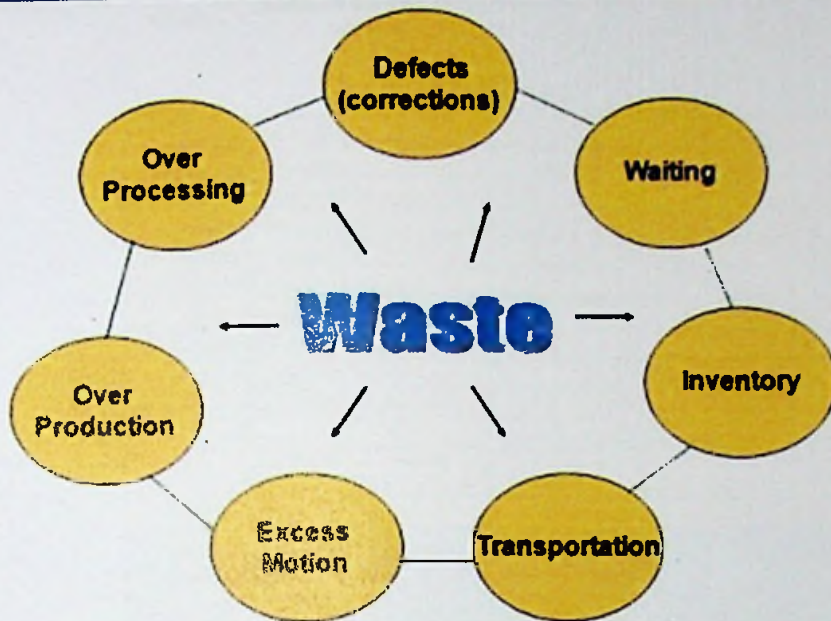 Defects
(corrections)
Waiting
Inventory
Transportation
Excess
Motion
Over
Production
Over
Processing
Waste